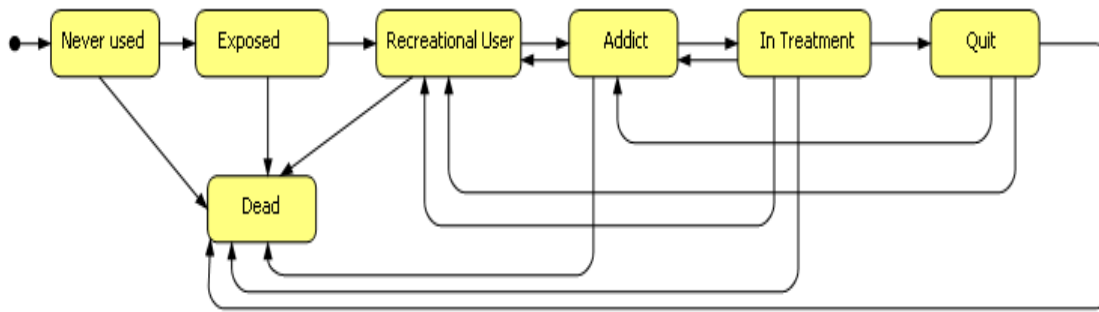 Never used
Exposed
Recreational User
Addict
In Treatment
Quit
Dead